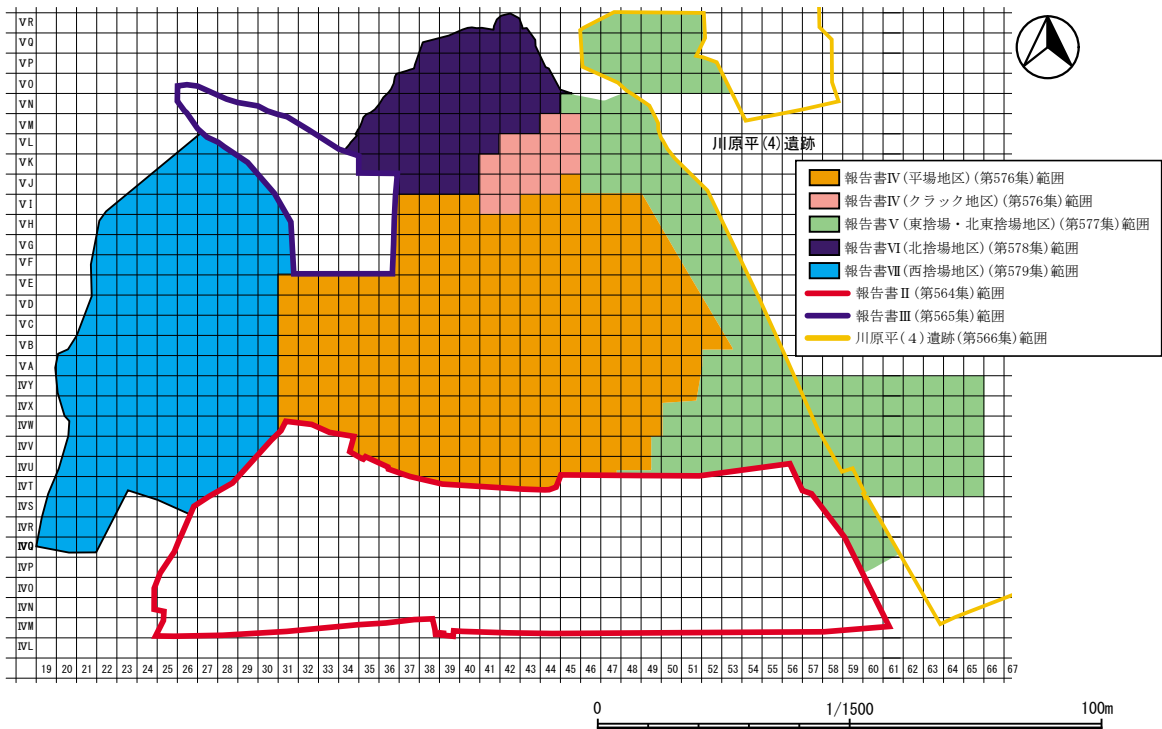 ⅤR
ⅤQ
ⅤP
ⅤO
ⅤN
ⅤM
ⅤL
ⅤK
ⅤJ
ⅤI
ⅤH
ⅤG
ⅤF
ⅤE
ⅤD
ⅤC
ⅤB
ⅤA
ⅣY
ⅣX
ⅣW
ⅣV
ⅣU
ⅣT
ⅣS
ⅣR
ⅣQ
ⅣP
ⅣO
ⅣN
ⅣM
ⅣL
川原平(4)遺跡
報告書Ⅳ(平場地区)(第576集)範囲
報告書Ⅳ(クラック地区)(第576集)範囲
報告書Ⅴ(東捨場・北東捨場地区)(第577集)範囲
報告書Ⅵ(北捨場地区)(第578集)範囲
報告書Ⅶ(西捨場地区)(第579集)範囲
報告書Ⅱ(第564集)範囲
報告書Ⅲ(第565集)範囲
川原平(4)遺跡(第566集)範囲
19 20 21 22 23 24 25 26 27 28 29 30 31 32 33 34 35 36 37 38 39 40 41 42 44 45 46 47 48 49 50 51 52 53 54 55 56 57 58 59 60 61 62 63 64 65 66 67
0 1/1500 100m